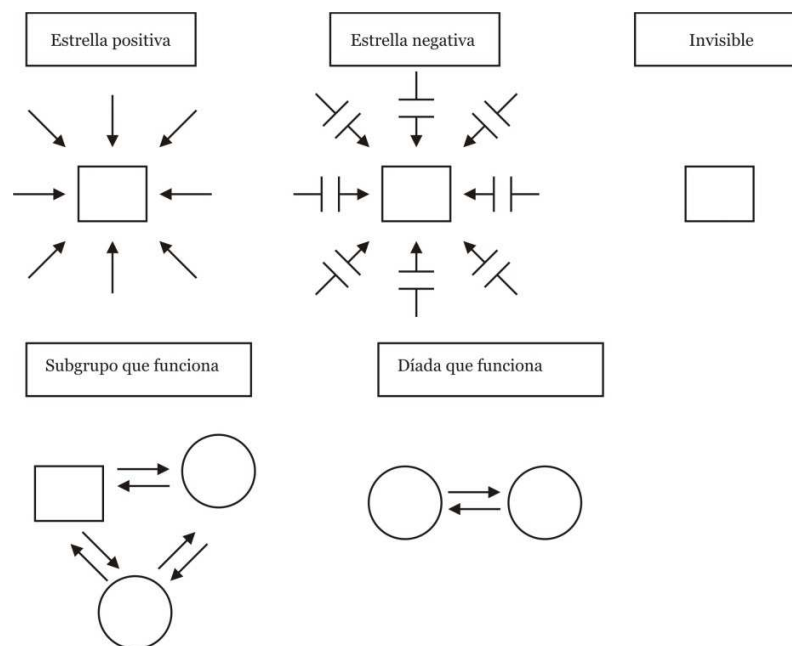 Estrella positiva
Estrella negativa
Invisible
Subgrupo que funciona
Díada que funciona